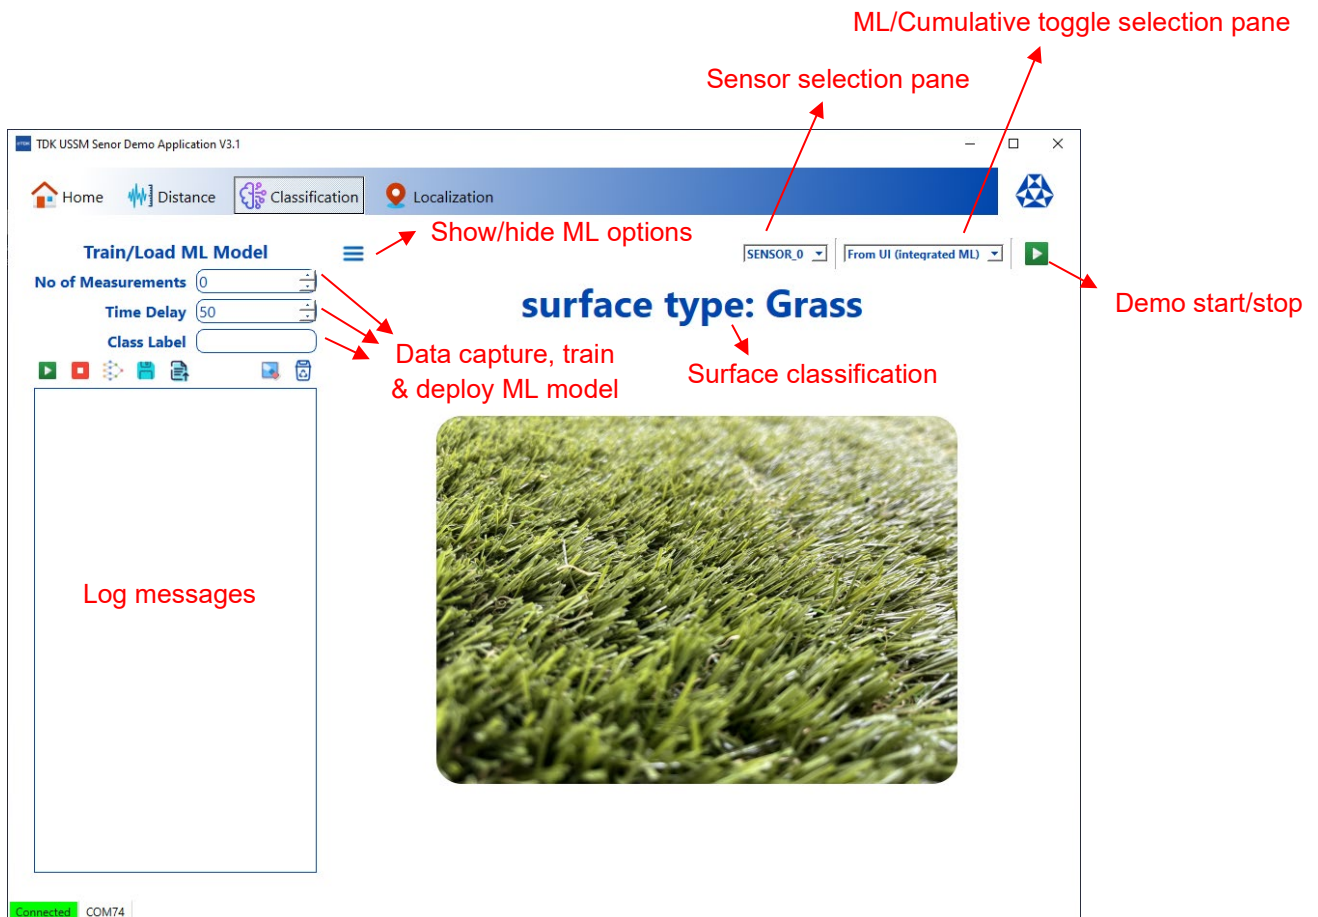 ML/Cumulative toggle selection pane
Sensor selection pane
TDK USSM Senor Demo Application V3.1
Home
Distance
Classification
Localization
Show/hide ML options
Train/Load ML Model
SENSOR_0
From UI (integrated ML)
No of Measurements 0
Demo start/stop
surface type: Grass
Time Delay 50
Class Label
Data capture, train
& deploy ML model
Surface classification
Log messages
Connected COM74